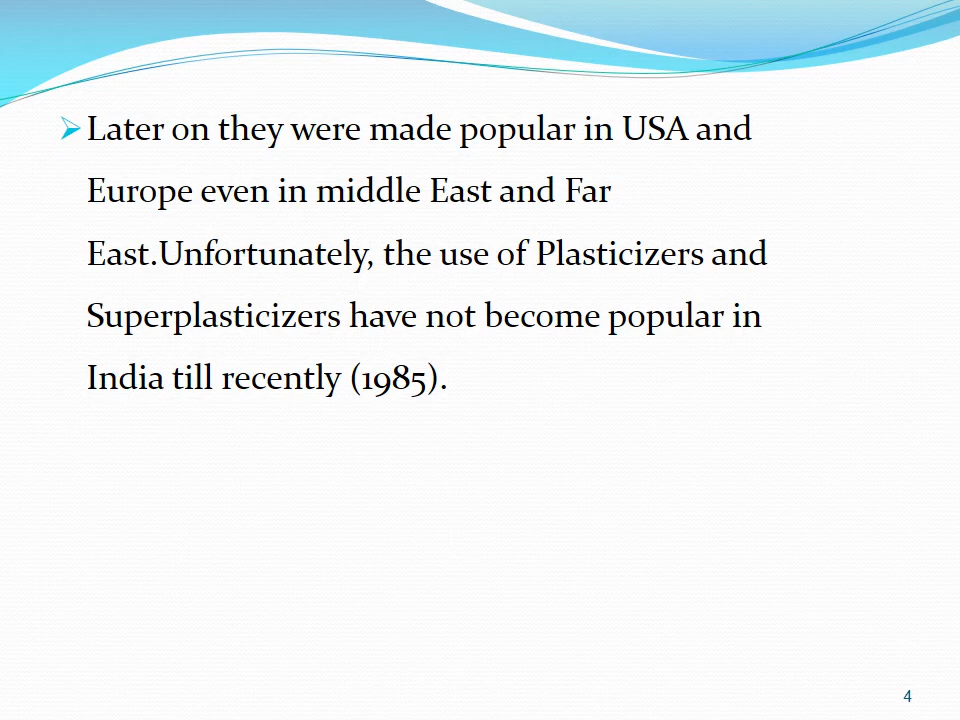 Later on they were made popular in USA and
Europe even in middle East and Far
East.Unfortunately, the use of Plasticizers and
Superplasticizers have not become popular in
India till recently (1985).
4